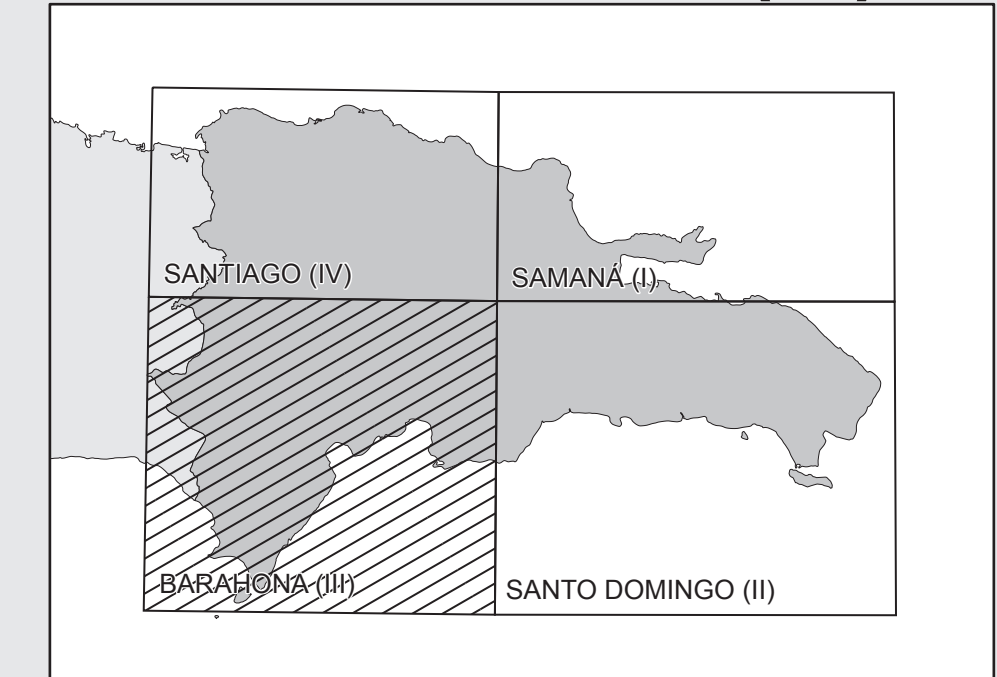 SANTIAGO (IV)
SAMANÁ (I)
BARAHONA (III)
SANTO DOMINGO (II)